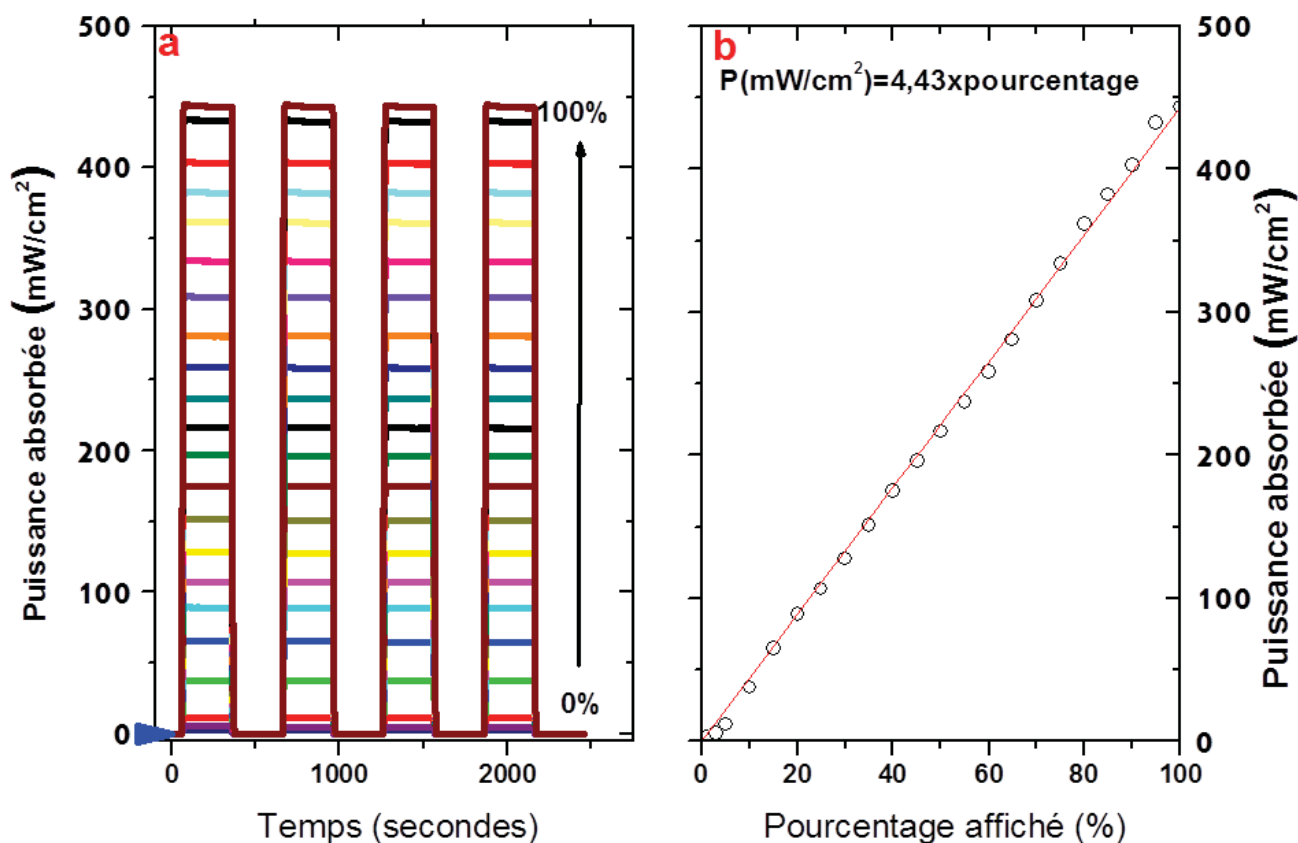 a
Puissance absorbée (mW/cm²)
500
400
300
200
100
0
100%
0%
0 1000 2000
Temps (secondes)
b
P(mW/cm²)=4,43xpourcentage
500
400
300
200
100
0
Puissance absorbée (mW/cm²)
0 20 40 60 80 100
Pourcentage affiché (%)